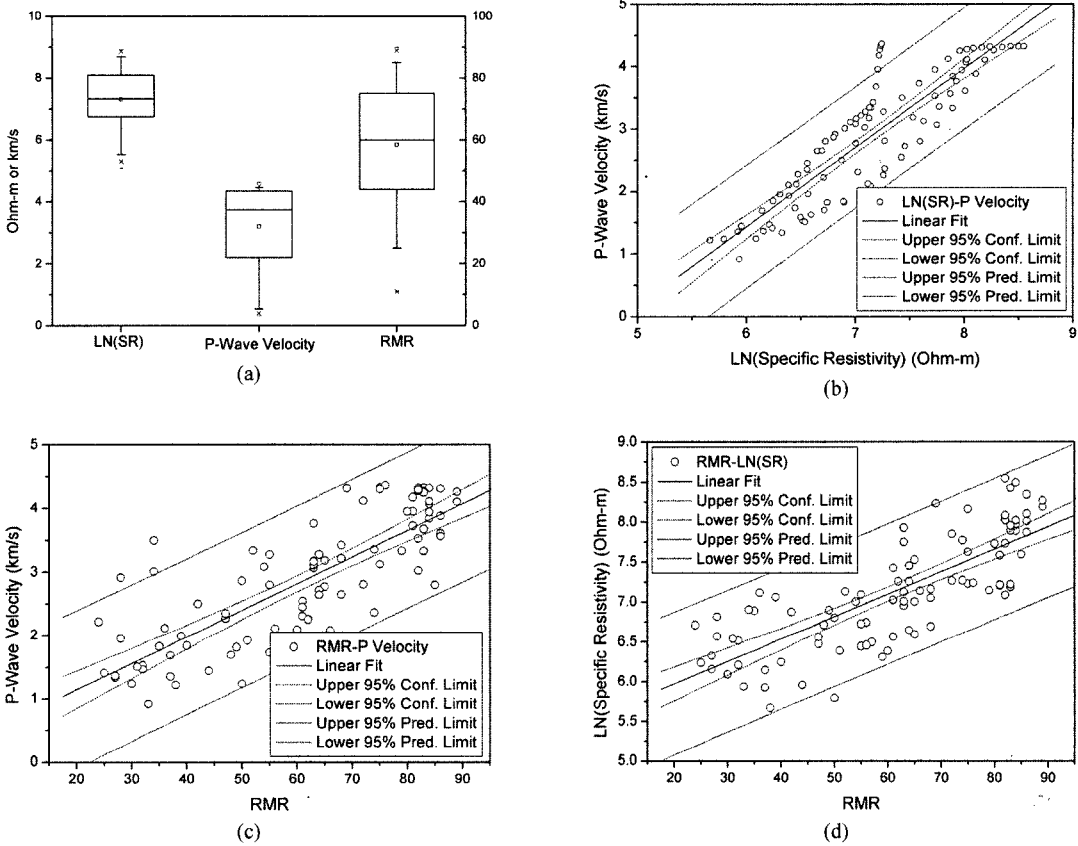 10
8
6
4
2
0
100
80
60
40
20
0
Ohm-m or km/s
LN(SR)
P-Wave Velocity
RMR
(a)
5
4
3
2
1
0
P-Wave Velocity (km/s)
LN(SR)-P Velocity
Linear Fit
Upper 95% Conf. Limit
Lower 95% Conf. Limit
Upper 95% Pred. Limit
Lower 95% Pred. Limit
5 6 7 8 9
LN(Specific Resistivity) (Ohm-m)
(b)
5
4
3
2
1
0
P-Wave Velocity (km/s)
RMR-P Velocity
Linear Fit
Upper 95% Conf. Limit
Lower 95% Conf. Limit
Upper 95% Pred. Limit
Lower 95% Pred. Limit
20 30 40 50 60 70 80 90
RMR
(c)
9.0
8.5
8.0
7.5
7.0
6.5
6.0
5.5
5.0
LN(Specific Resistivity) (Ohm-m)
RMR-LN(SR)
Linear Fit
Upper 95% Conf. Limit
Lower 95% Conf. Limit
Upper 95% Pred. Limit
Lower 95% Pred. Limit
20 30 40 50 60 70 80 90
RMR
(d)